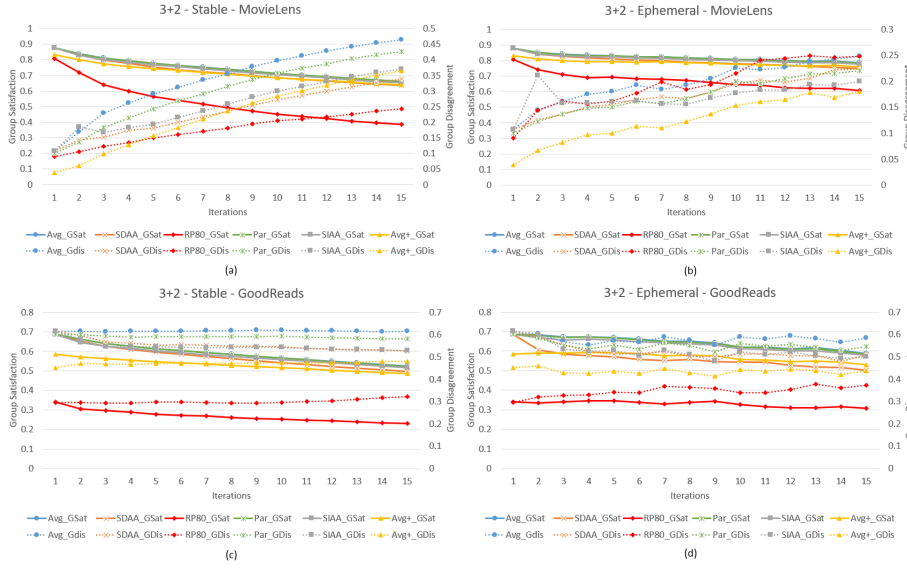 3+2 - Stable - MovieLens
1
0.9
0.8
0.7
0.6
0.5
0.4
0.3
0.2
0.1
0
Group Satisfaction
0.5
0.45
0.4
0.35
0.3
0.25
0.2
0.15
0.1
0.05
0
Group Disagreement
1 2 3 4 5 6 7 8 9 10 11 12 13 14 15
Iterations
Avg_GSat SDAA_GSat RP80_GSat Par_GSat SIAA_GSat Avg+_GSat
Avg_Gdis SDAA_GDis RP80_GDis Par_GDis SIAA_GDis Avg+_GDis
(a)
3+2 - Ephemeral - MovieLens
1
0.9
0.8
0.7
0.6
0.5
0.4
0.3
0.2
0.1
0
Group Satisfaction
0.3
0.25
0.2
0.15
0.1
0.05
0
Group Disagreement
1 2 3 4 5 6 7 8 9 10 11 12 13 14 15
Iterations
Avg_GSat SDAA_GSat RP80_GSat Par_GSat SIAA_GSat Avg+_GSat
Avg_Gdis SDAA_GDis RP80_GDis Par_GDis SIAA_GDis Avg+_GDis
(b)
3+2 - Stable - GoodReads
0.8
0.7
0.6
0.5
0.4
0.3
0.2
0.1
0
Group Satisfaction
0.7
0.6
0.5
0.4
0.3
0.2
0.1
0
Group Disagreement
1 2 3 4 5 6 7 8 9 10 11 12 13 14 15
Iterations
Avg_GSat SDAA_GSat RP80_GSat Par_GSat SIAA_GSat Avg+_GSat
Avg_Gdis SDAA_GDis RP80_GDis Par_GDis SIAA_GDis Avg+_GDis
(c)
3+2 - Ephemeral - GoodReads
0.8
0.7
0.6
0.5
0.4
0.3
0.2
0.1
0
Group Satisfaction
0.7
0.6
0.5
0.4
0.3
0.2
0.1
0
1 2 3 4 5 6 7 8 9 10 11 12 13 14 15
Iterations
Avg_GSat SDAA_GSat RP80_GSat Par_GSat SIAA_GSat Avg+_GSat
Avg_Gdis SDAA_GDis RP80_GDis Par_GDis SIAA_GDis Avg+_GDis
(d)